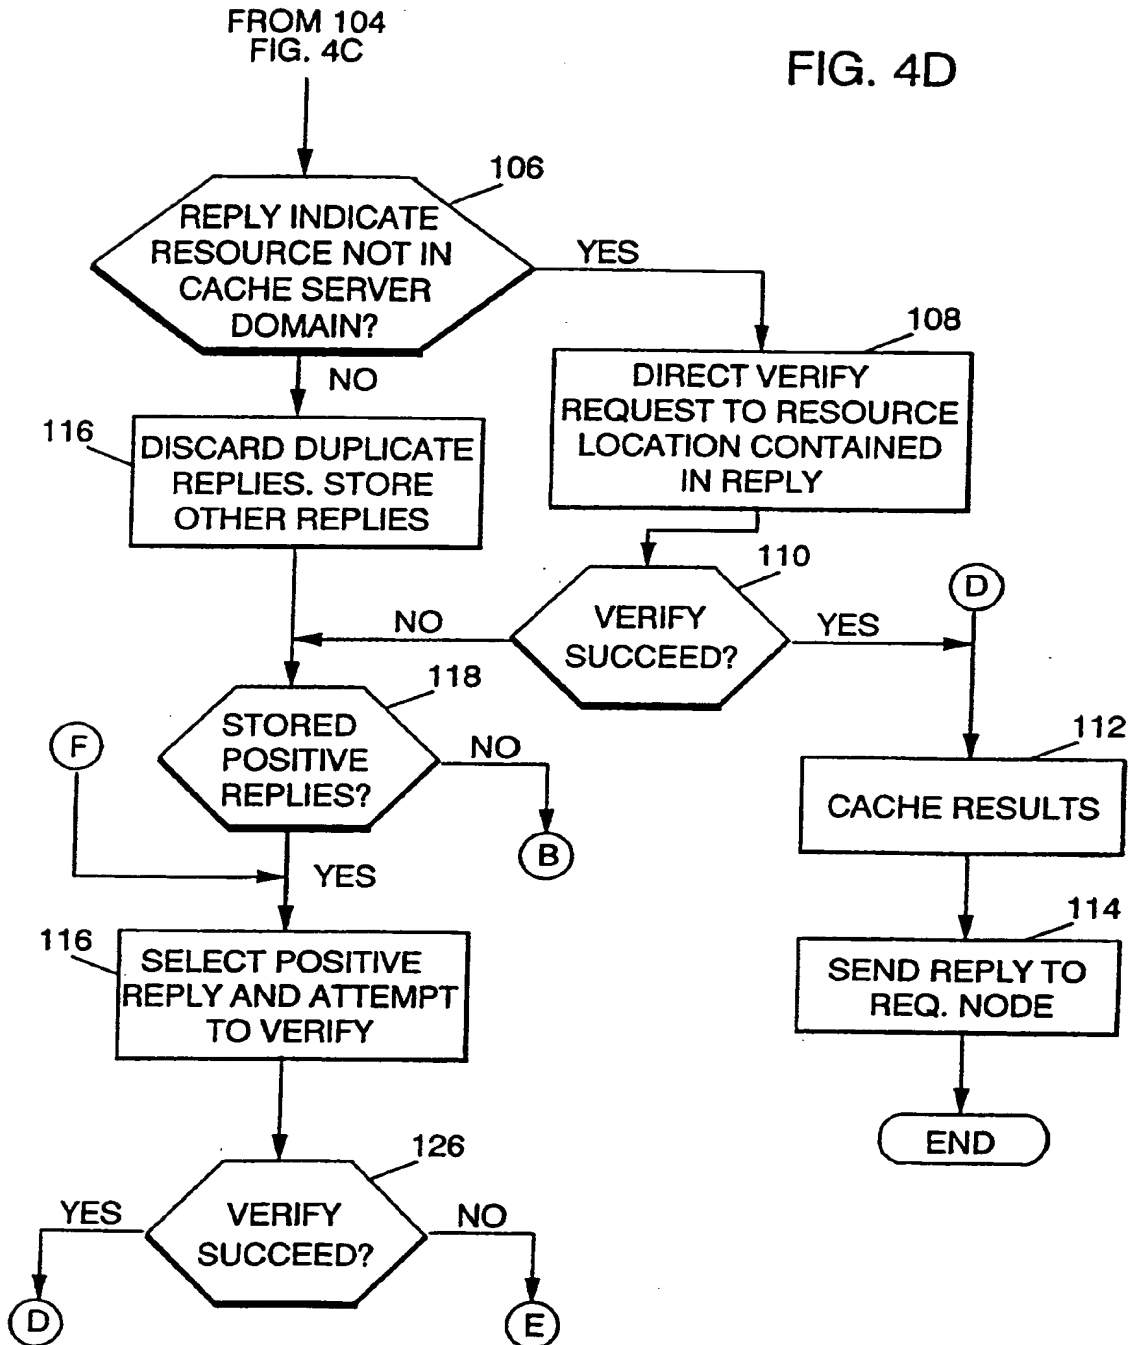 FROM 104
FIG. 4C
FIG. 4D
106
REPLY INDICATE
RESOURCE NOT IN
CACHE SERVER
DOMAIN?
YES
NO
108
DIRECT VERIFY
REQUEST TO RESOURCE
LOCATION CONTAINED
IN REPLY
116
DISCARD DUPLICATE
REPLIES. STORE
OTHER REPLIES
110
VERIFY
SUCCEED?
NO
YES
D
118
STORED
POSITIVE
REPLIES?
F
NO
B
YES
112
CACHE RESULTS
114
SEND REPLY TO
REQ. NODE
END
116
SELECT POSITIVE
REPLY AND ATTEMPT
TO VERIFY
126
VERIFY
SUCCEED?
YES
NO
D
E